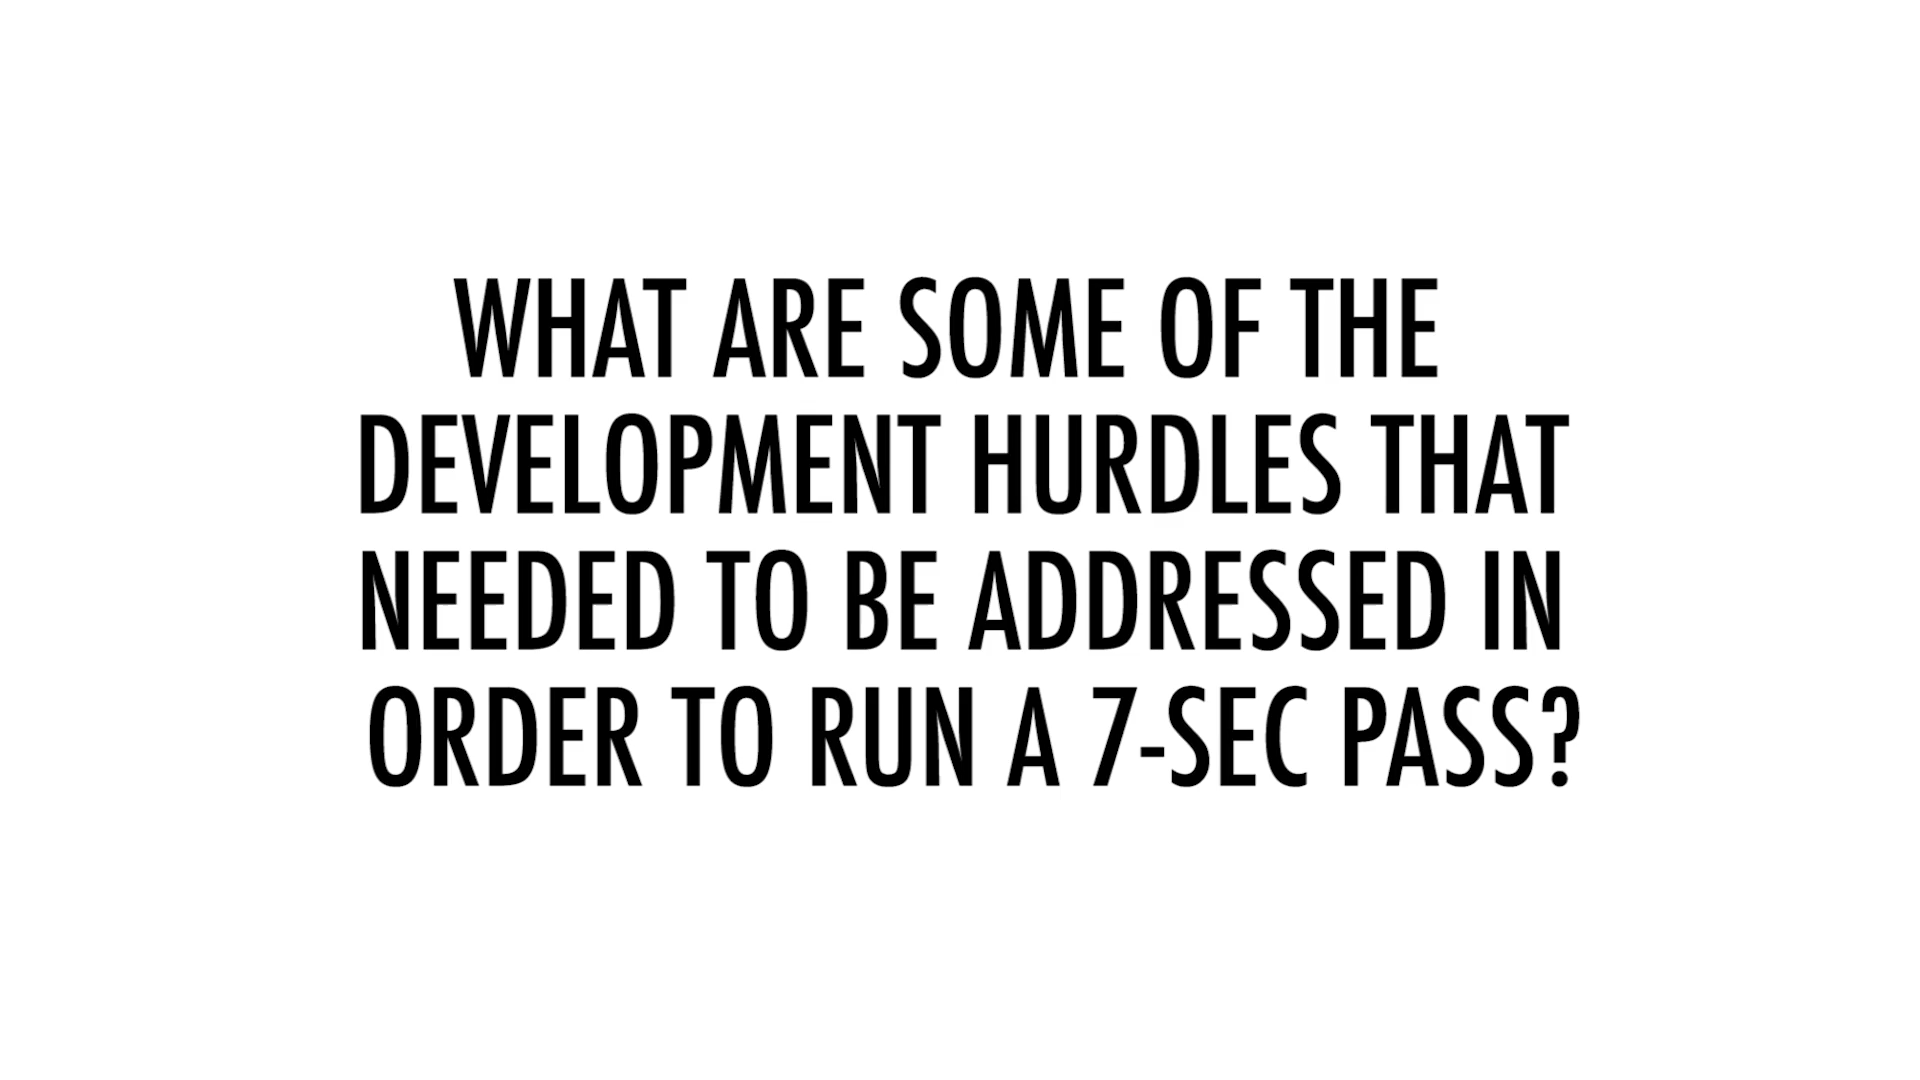 WHAT ARE SOME OF THE
DEVELOPMENT HURDLES THAT
NEEDED TO BE ADDRESSED IN
ORDER TO RUN A 7-SEC PASS?